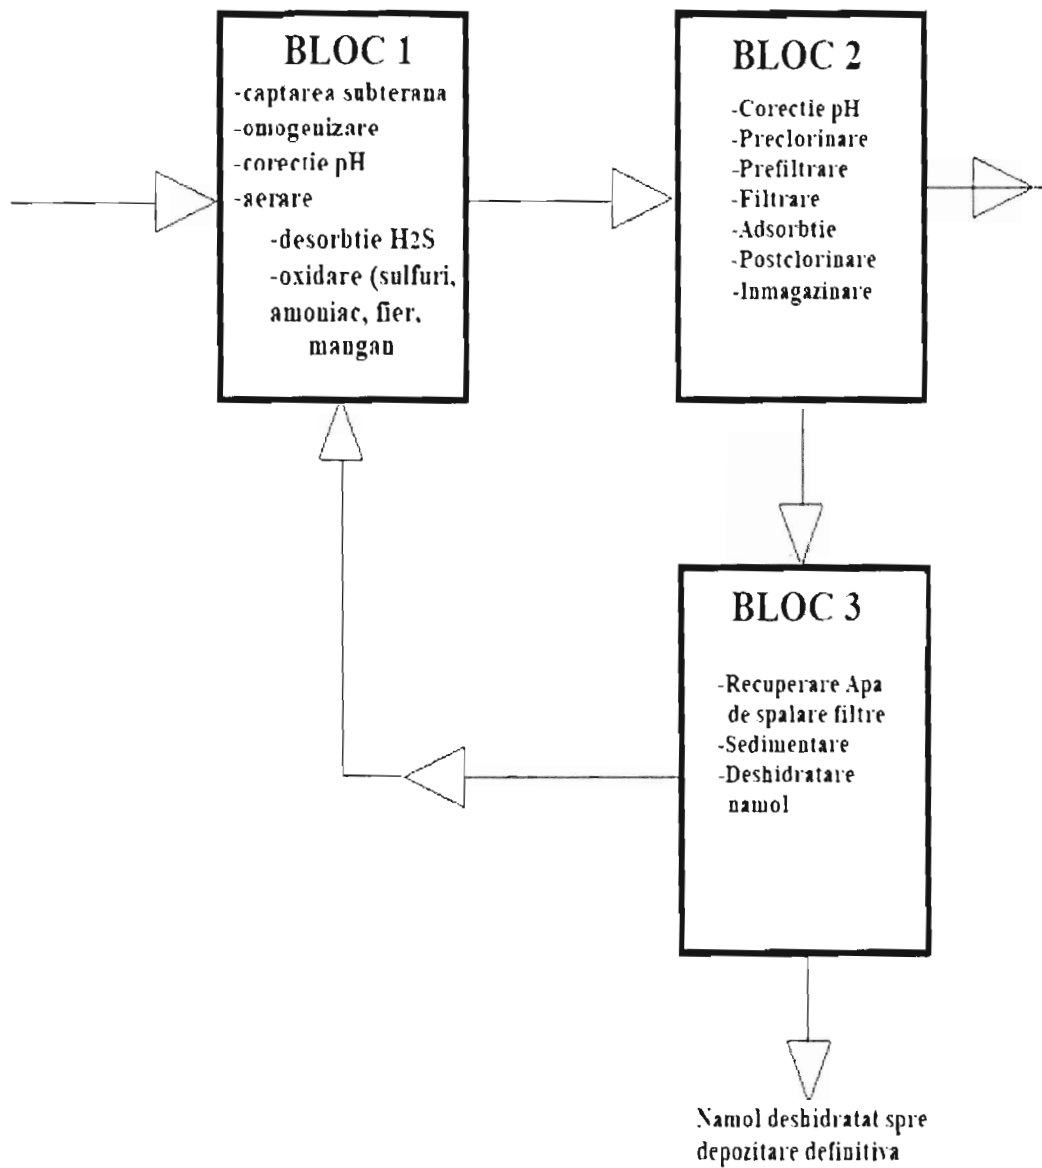 BLOC 1
-captarea subterana
-omogenizare
-corectie pH
-aerare
-desorbtie H2S
-oxidare (sulfuri,
amoniac, fier,
mangan
BLOC 2
-Corectie pH
-Preclorinare
-Prefiltrare
-Filtrare
-Adsorbtie
-Postclorinare
-Inmagazinare
BLOC 3
-Recuperare Apa
de spalare filtre
-Sedimentare
-Deshidratare
namol
Namol deshidratat spre
depozitare definitiva